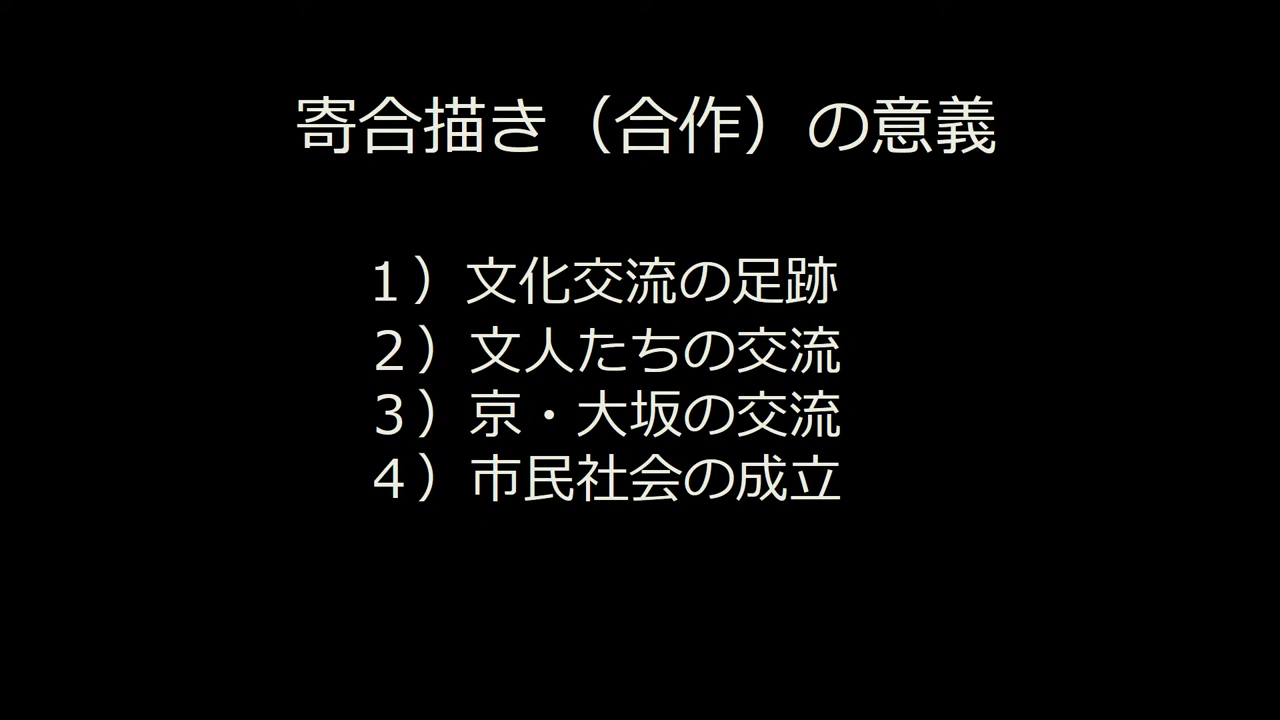 寄合描き（合作）の意義
１）文化交流の足跡
２）文人たちの交流
３）京・大坂の交流
４）市民社会の成立